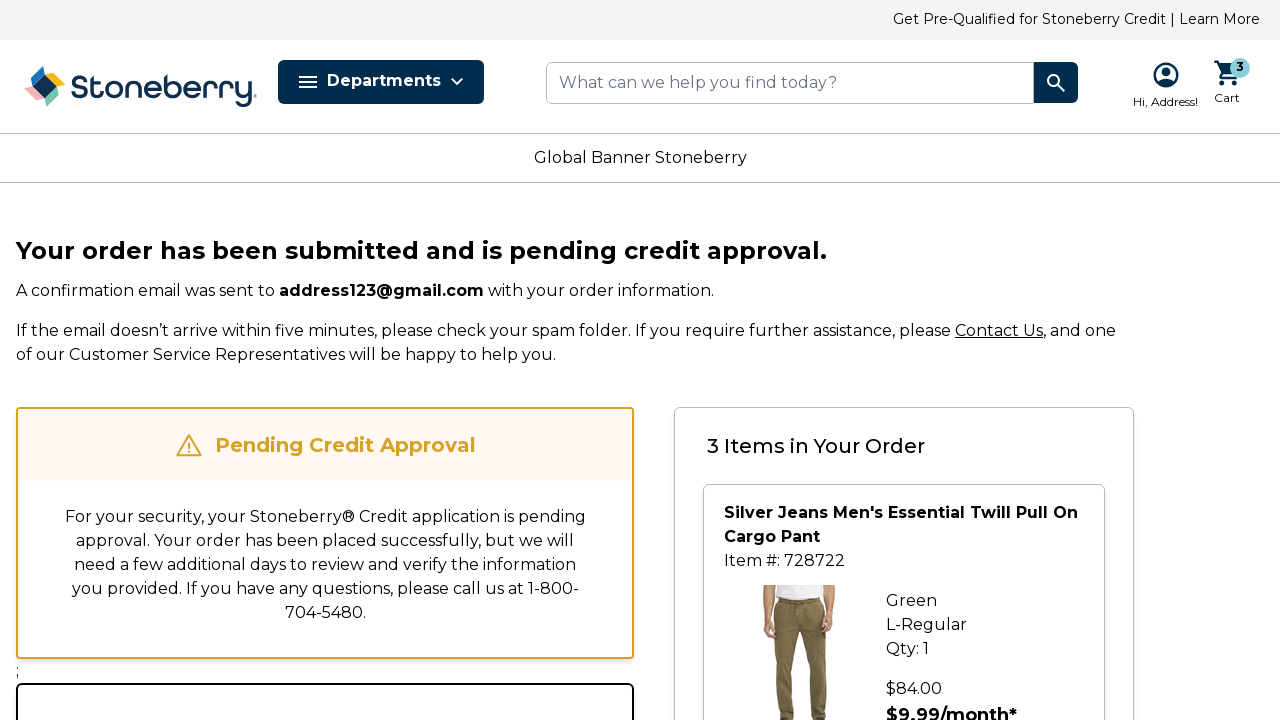 Get Pre-Qualified for Stoneberry Credit | Learn More
Stoneberry®
Departments
What can we help you find today?
Hi, Address!
3
Cart
Global Banner Stoneberry
Your order has been submitted and is pending credit approval.
A confirmation email was sent to address123@gmail.com with your order information.
If the email doesn’t arrive within five minutes, please check your spam folder. If you require further assistance, please Contact Us, and one
of our Customer Service Representatives will be happy to help you.
Pending Credit Approval
For your security, your Stoneberry® Credit application is pending
approval. Your order has been placed successfully, but we will
need a few additional days to review and verify the information
you provided. If you have any questions, please call us at 1-800-
704-5480.
;
3 Items in Your Order
Silver Jeans Men's Essential Twill Pull On
Cargo Pant
Item #: 728722
Green
L-Regular
Qty: 1
$84.00
$9.99/month*